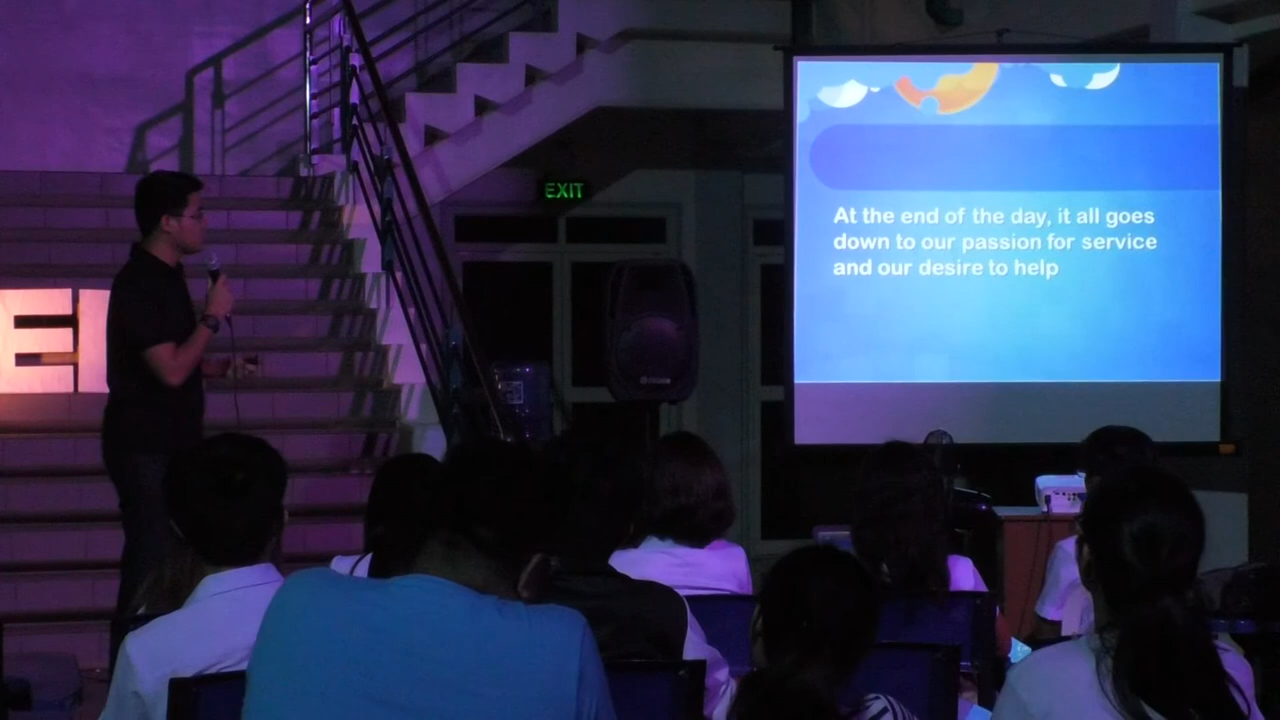 EXIT
At the end of the day, it all goes
down to our passion for service
and our desire to help
E